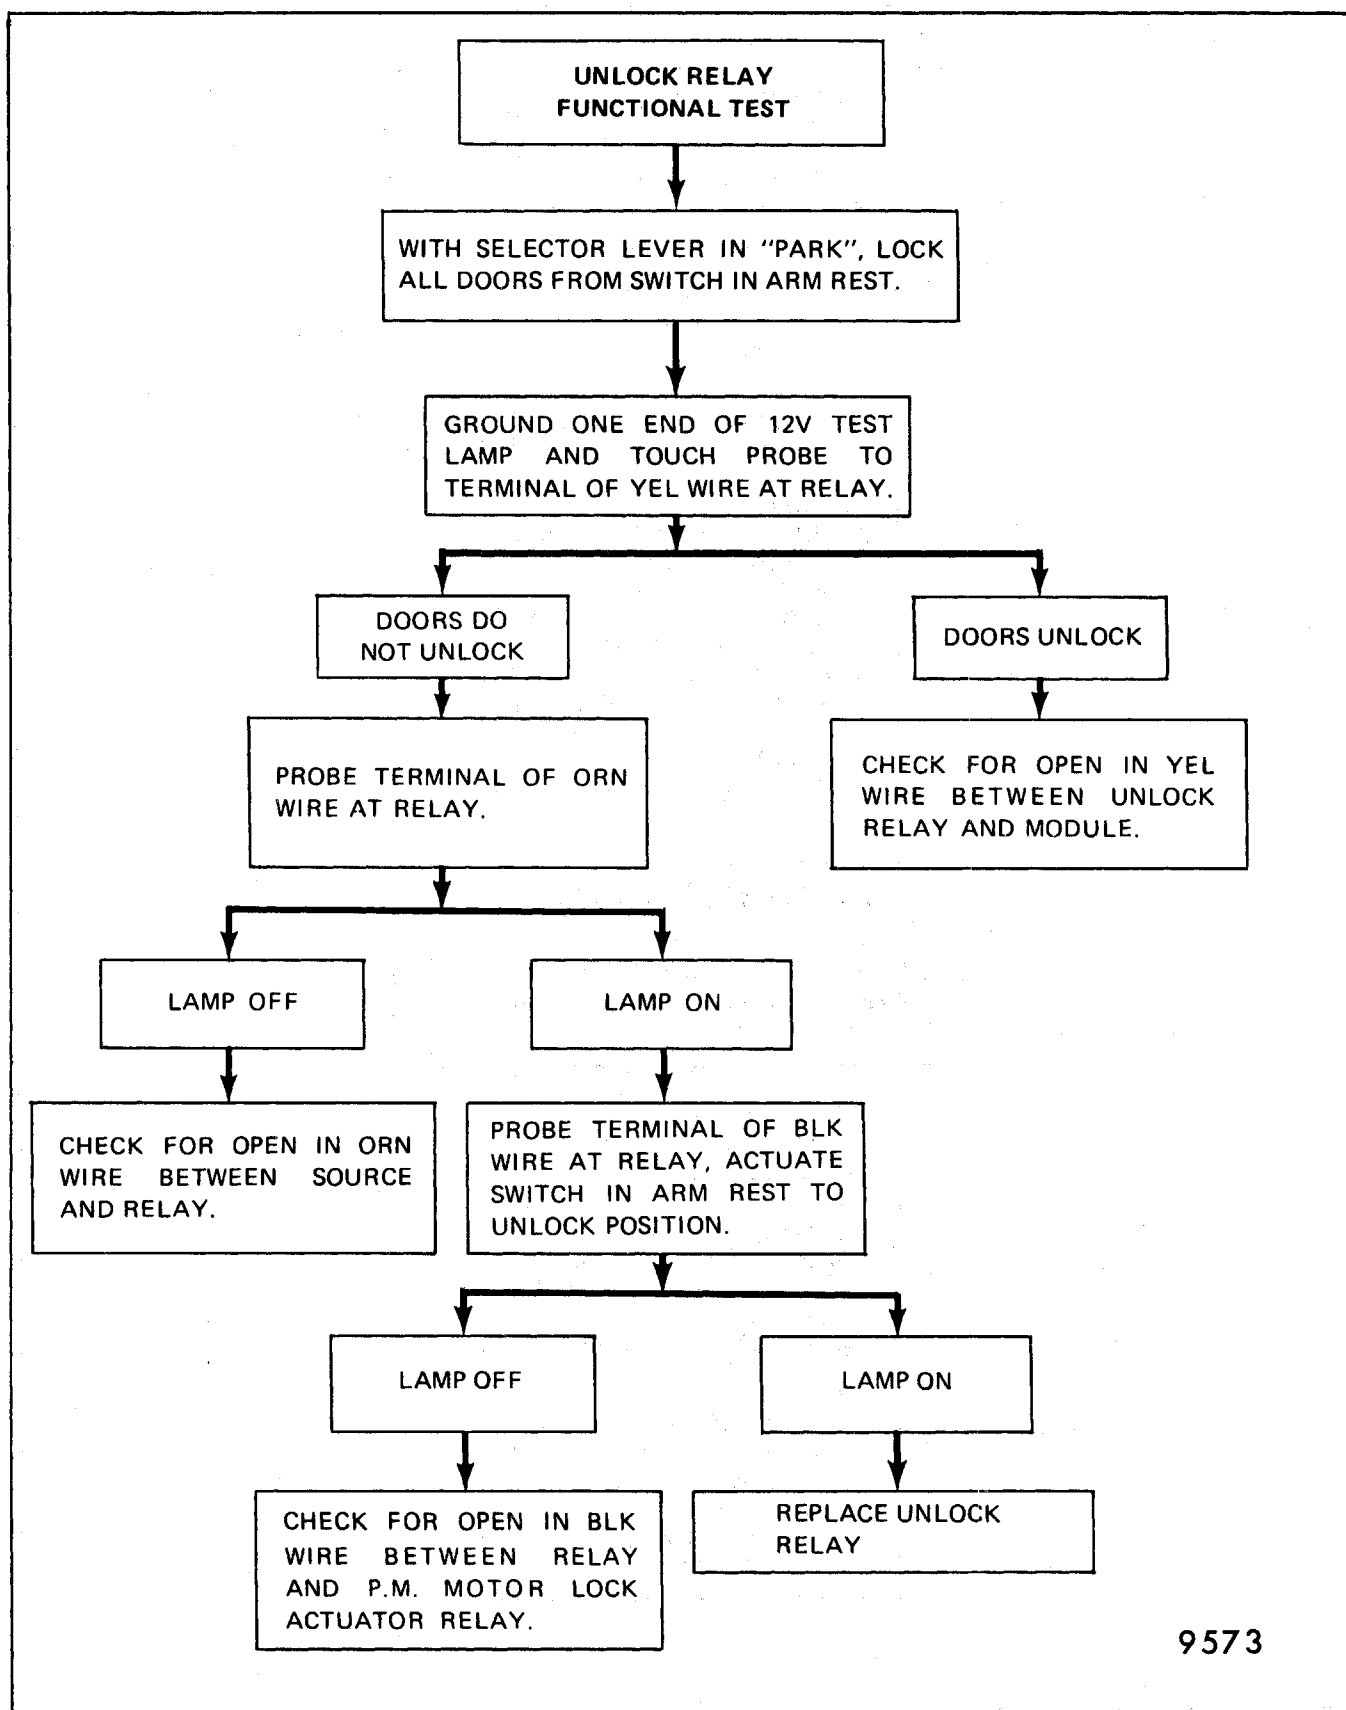 UNLOCK RELAY
FUNCTIONAL TEST
WITH SELECTOR LEVER IN "PARK", LOCK
ALL DOORS FROM SWITCH IN ARM REST.
GROUND ONE END OF 12V TEST
LAMP AND TOUCH PROBE TO
TERMINAL OF YEL WIRE AT RELAY.
DOORS DO
NOT UNLOCK
DOORS UNLOCK
PROBE TERMINAL OF ORN
WIRE AT RELAY.
CHECK FOR OPEN IN YEL
WIRE BETWEEN UNLOCK
RELAY AND MODULE.
LAMP OFF
LAMP ON
CHECK FOR OPEN IN ORN
WIRE BETWEEN SOURCE
AND RELAY.
PROBE TERMINAL OF BLK
WIRE AT RELAY, ACTUATE
SWITCH IN ARM REST TO
UNLOCK POSITION.
LAMP OFF
LAMP ON
CHECK FOR OPEN IN BLK
WIRE BETWEEN RELAY
AND P.M. MOTOR LOCK
ACTUATOR RELAY.
REPLACE UNLOCK
RELAY
9573